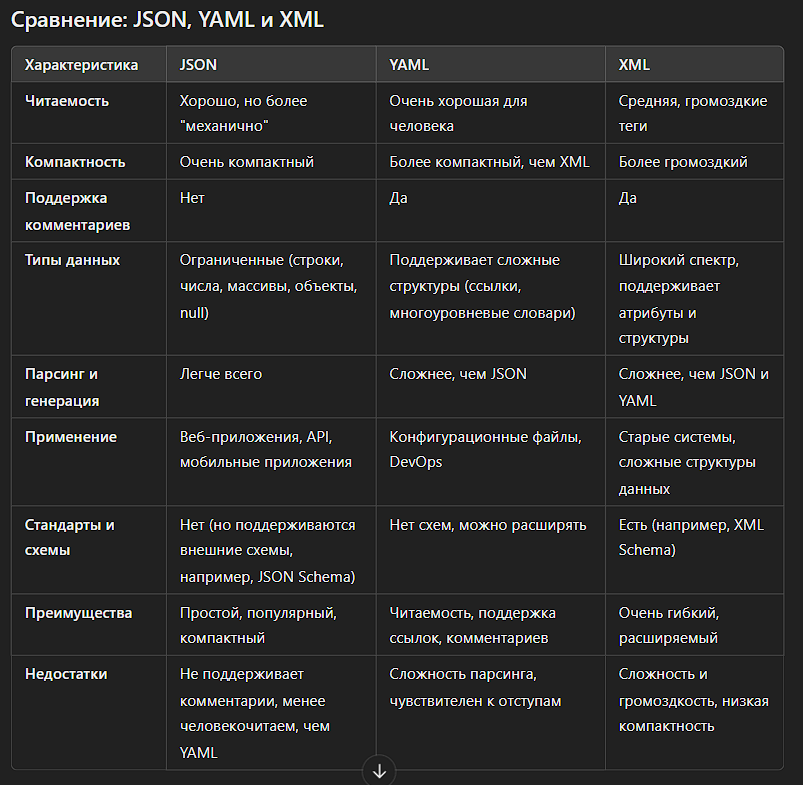 Сравнение: JSON, YAML и XML
Характеристика JSON YAML XML
Читаемость Хорошо, но более "механично" Очень хорошая для человека Средняя, громоздкие теги
Компактность Очень компактный Более компактный, чем XML Более громоздкий
Поддержка комментариев Нет Да Да
Типы данных Ограниченные (строки, числа, массивы, объекты, null) Поддерживает сложные структуры (ссылки, многоуровневые словари) Широкий спектр, поддерживает атрибуты и структуры
Парсинг и генерация Легче всего Сложнее, чем JSON Сложнее, чем JSON и YAML
Применение Веб-приложения, API, мобильные приложения Конфигурационные файлы, DevOps Старые системы, сложные структуры данных
Стандарты и схемы Нет (но поддерживаются внешние схемы, например, JSON Schema) Нет схем, можно расширять Есть (например, XML Schema)
Преимущества Простой, популярный, компактный Читаемость, поддержка ссылок, комментариев Очень гибкий, расширяемый
Недостатки Не поддерживает комментарии, менее человекочитаем, чем YAML Сложность парсинга, чувствителен к отступам Сложность и громоздкость, низкая компактность